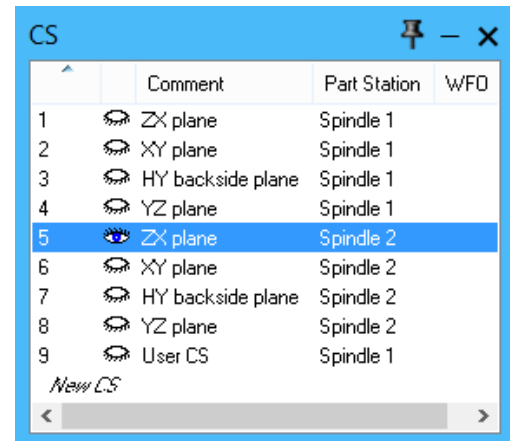 CS
Comment Part Station WFO
1 ZX plane Spindle 1
2 XY plane Spindle 1
3 HY backside plane Spindle 1
4 YZ plane Spindle 1
5 ZX plane Spindle 2
6 XY plane Spindle 2
7 HY backside plane Spindle 2
8 YZ plane Spindle 2
9 User CS Spindle 1
New CS